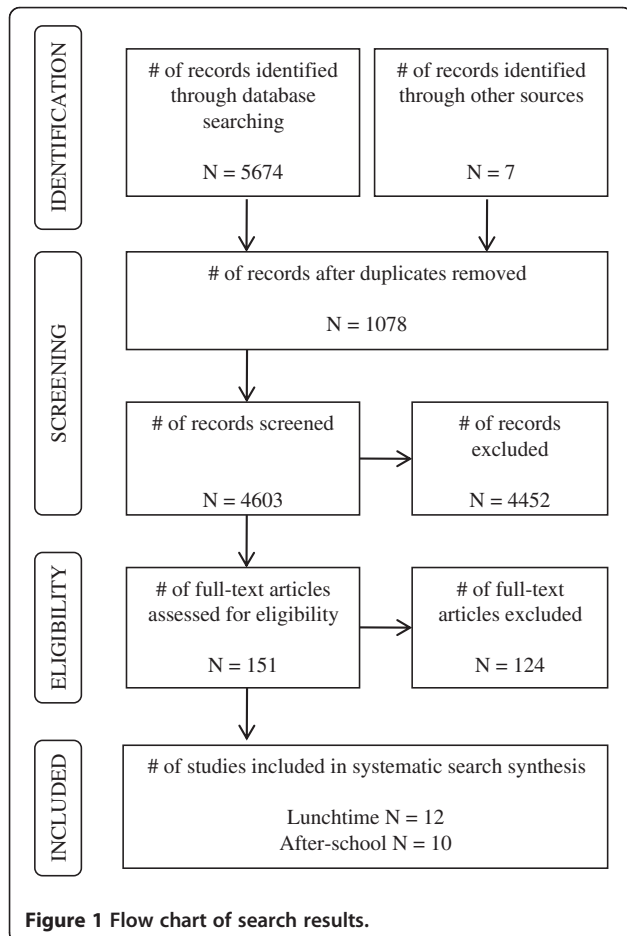 IDENTIFICATION
# of records identified
through database
searching
N = 5674
# of records identified
through other sources
N = 7
SCREENING
# of records after duplicates removed
N = 1078
# of records screened
N = 4603
# of records
excluded
N = 4452
ELIGIBILITY
# of full-text articles
assessed for eligibility
N = 151
# of full-text
articles excluded
N = 124
INCLUDED
# of studies included in systematic search synthesis
Lunchtime N = 12
After-school N = 10
Figure 1 Flow chart of search results.